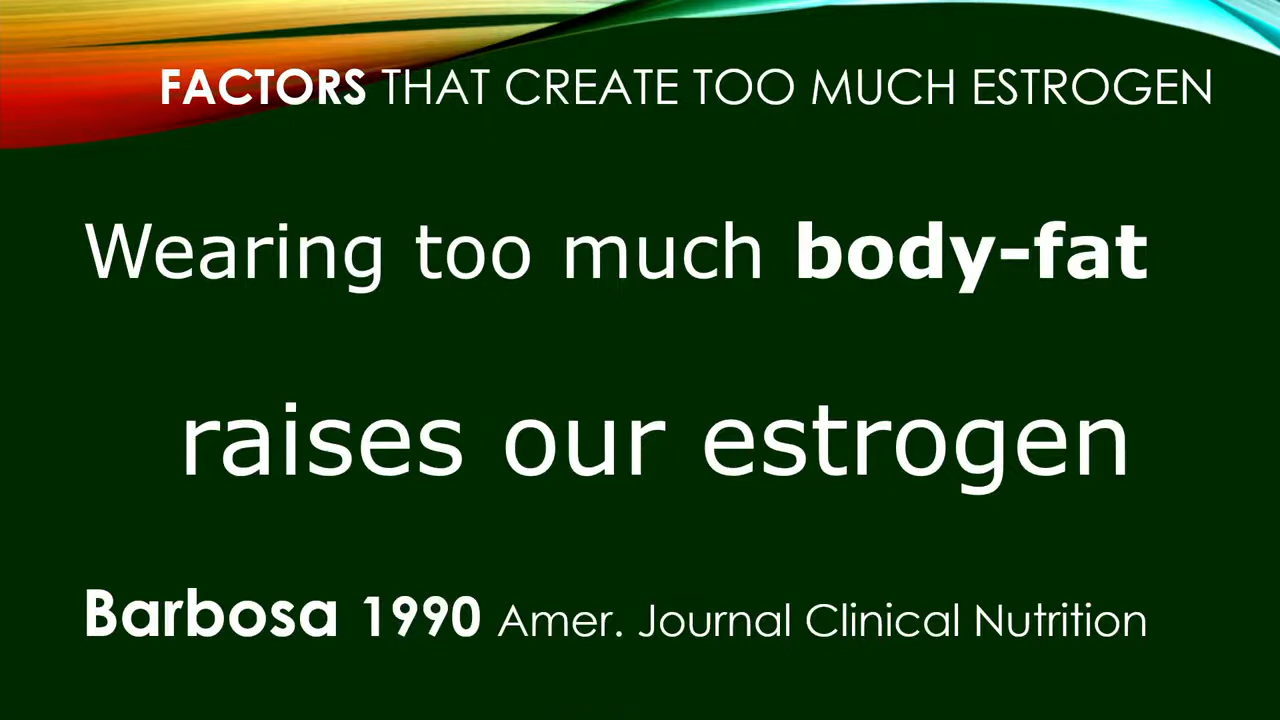 FACTORS THAT CREATE TOO MUCH ESTROGEN
Wearing too much body-fat
raises our estrogen
Barbosa 1990 Amer. Journal Clinical Nutrition